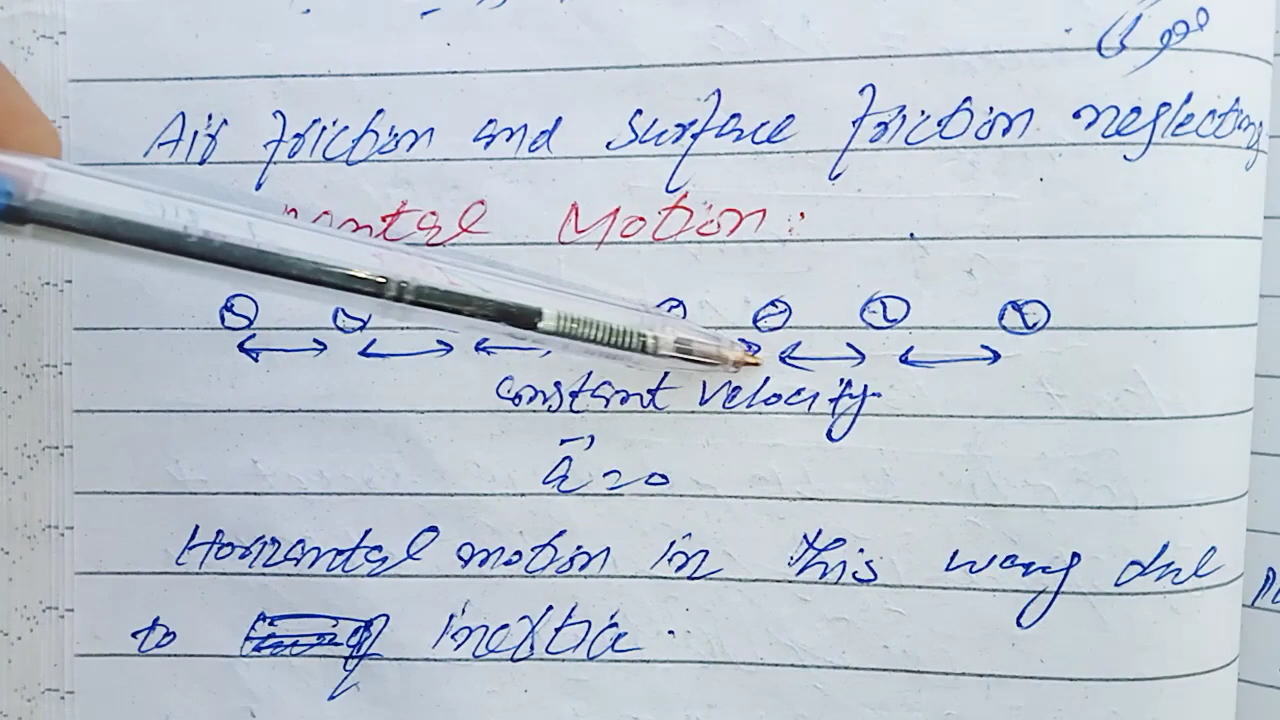 Air friction and surface friction neglecting
Motion:
constant velocity
a⃗ = 0
Horizontal motion in this way due
to inertia.